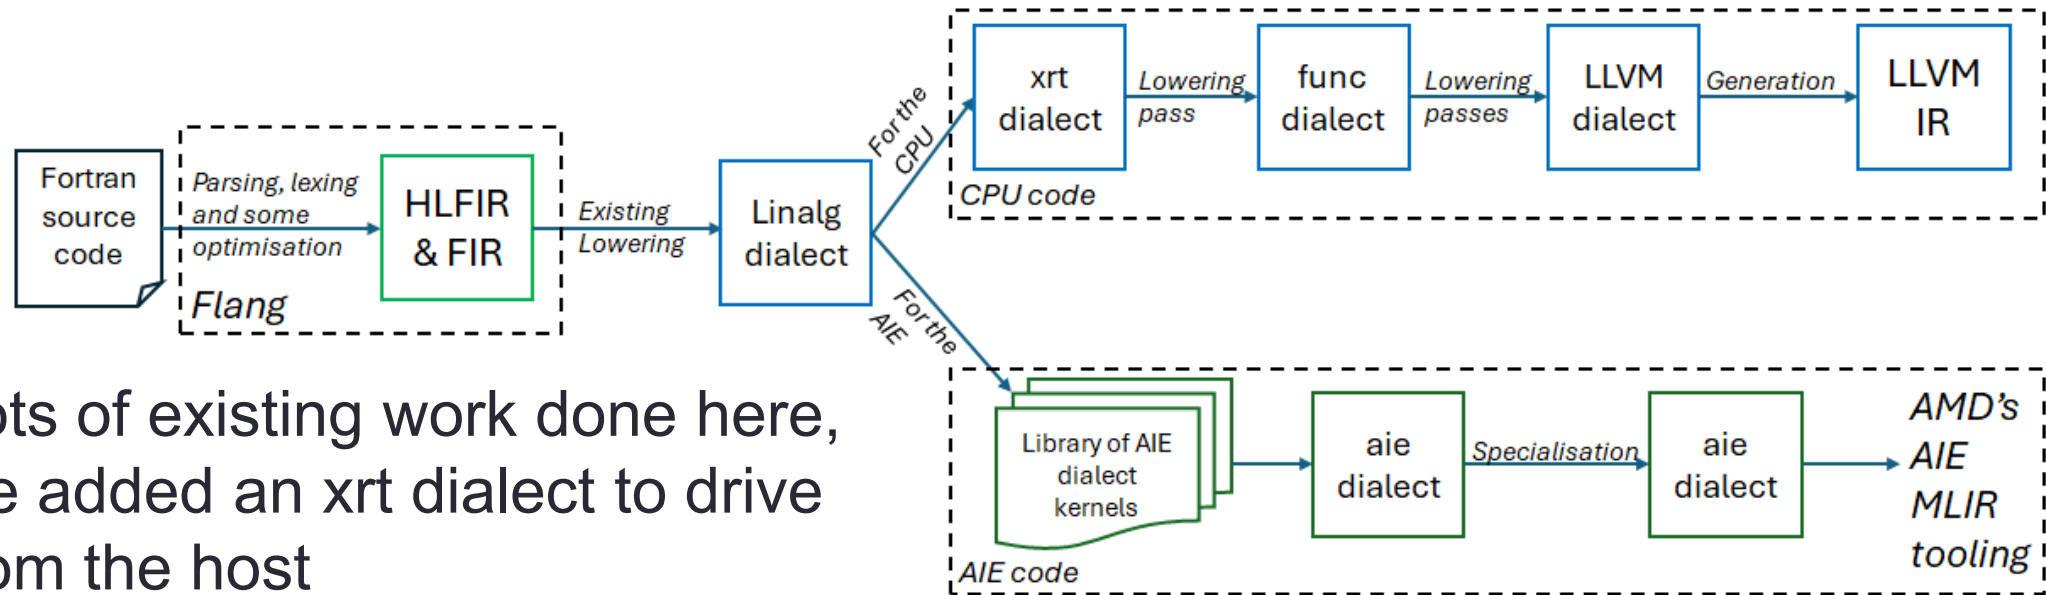 Fortran
source
code
Parsing, lexing
and some
optimisation
Flang
HLFIR
& FIR
Existing
Lowering
Linalg
dialect
For the
CPU
xrt
dialect
Lowering
pass
func
dialect
Lowering
passes
LLVM
dialect
Generation
LLVM
IR
CPU code
For the
AIE
Library of AIE
dialect
kernels
aie
dialect
Specialisation
aie
dialect
AMD's
AIE
MLIR
tooling
AIE code
of existing work done here,
added an xrt dialect to drive
the host